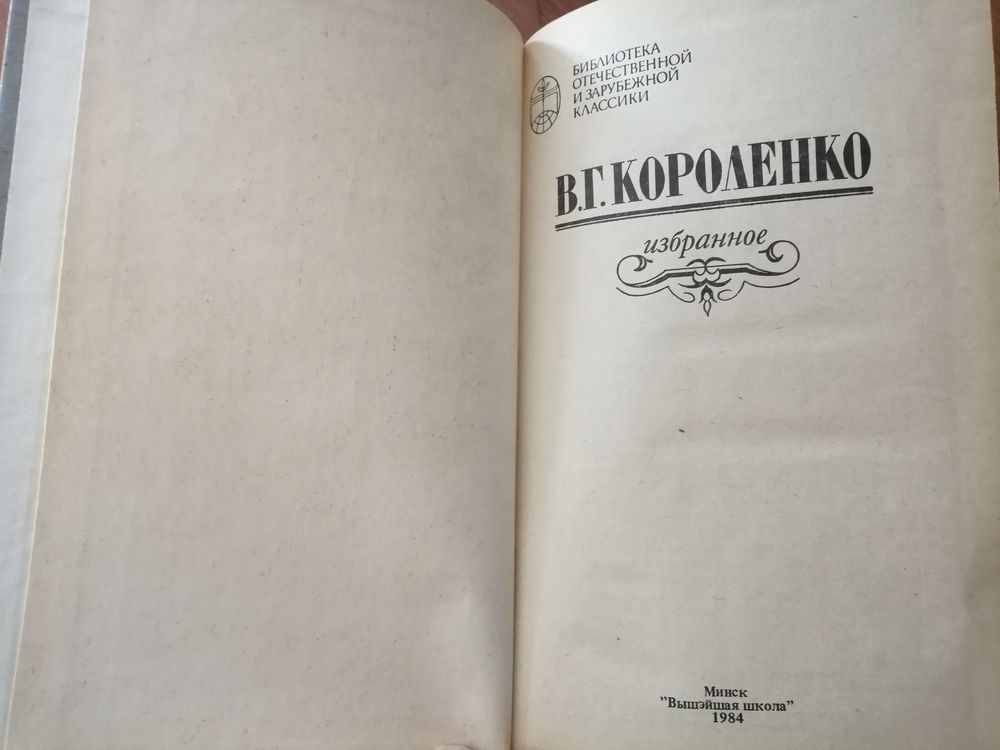 БИБЛИОТЕКА
ОТЕЧЕСТВЕННОЙ
И ЗАРУБЕЖНОЙ
КЛАССИКИ
В.Г.КОРОЛЕНКО
избранное
Минск
"Вышэйшая школа"
1984